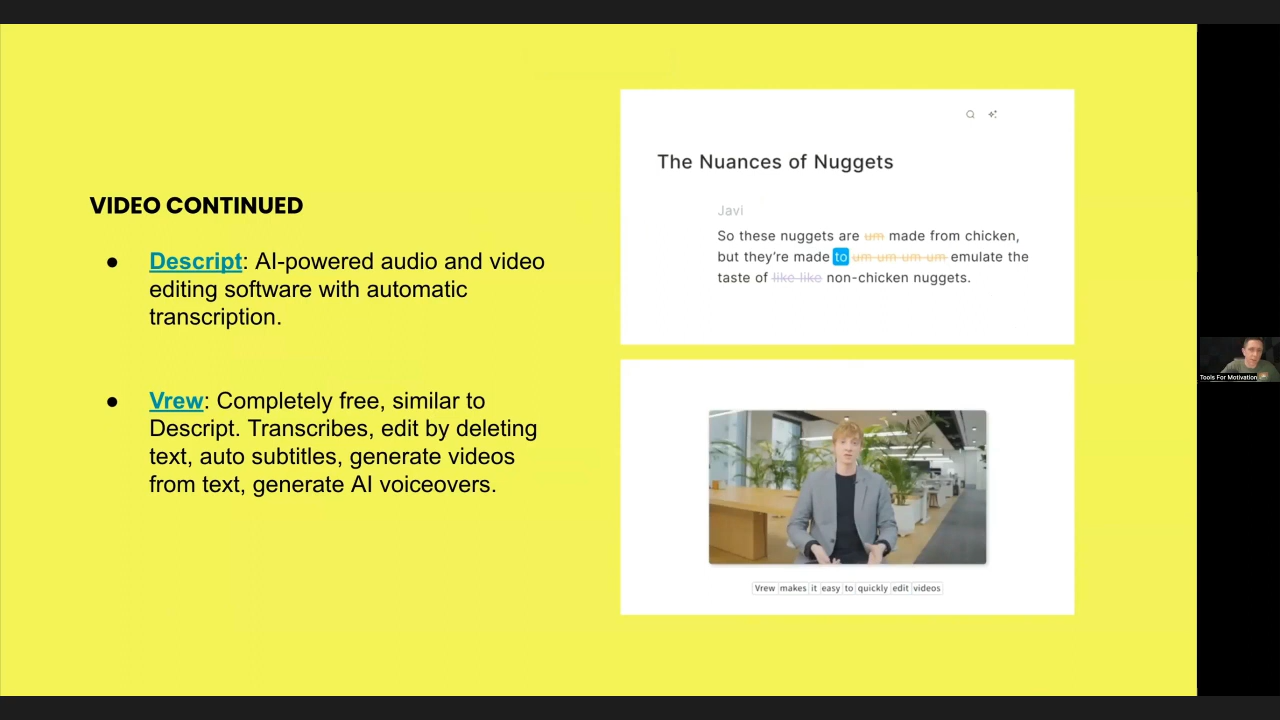 VIDEO CONTINUED
● Descript: AI-powered audio and video
editing software with automatic
transcription.
● Vrew: Completely free, similar to
Descript. Transcribes, edit by deleting
text, auto subtitles, generate videos
from text, generate AI voiceovers.
The Nuances of Nuggets
Javi
So these nuggets are um made from chicken,
but they're made to um um um um emulate the
taste of like like non-chicken nuggets.
Vrew makes it easy to quickly edit videos
Tools For Motivation